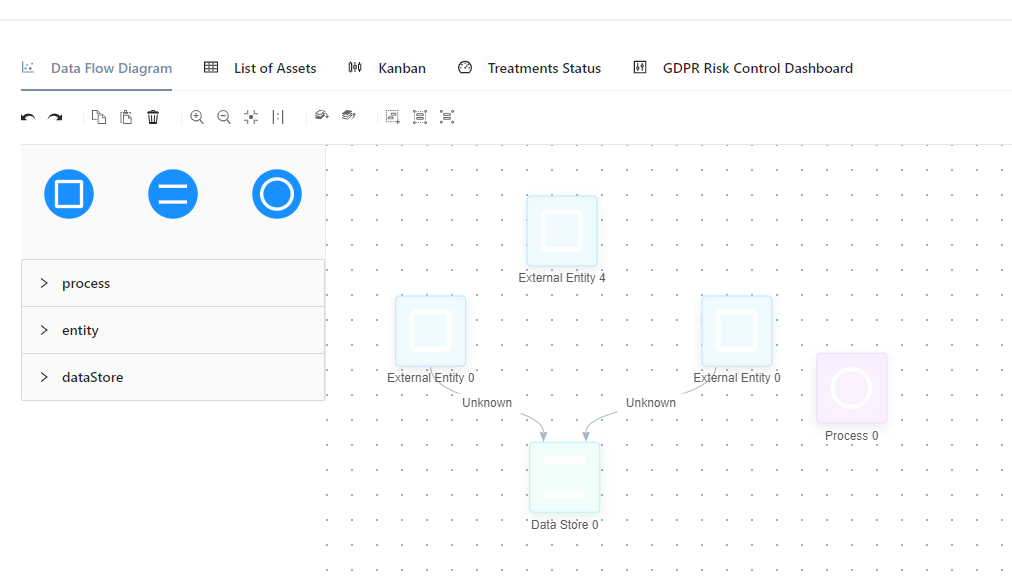 Data Flow Diagram
List of Assets
Kanban
Treatments Status
GDPR Risk Control Dashboard
process
entity
dataStore
External Entity 4
External Entity 0
External Entity 0
Unknown
Unknown
Process 0
Data Store 0